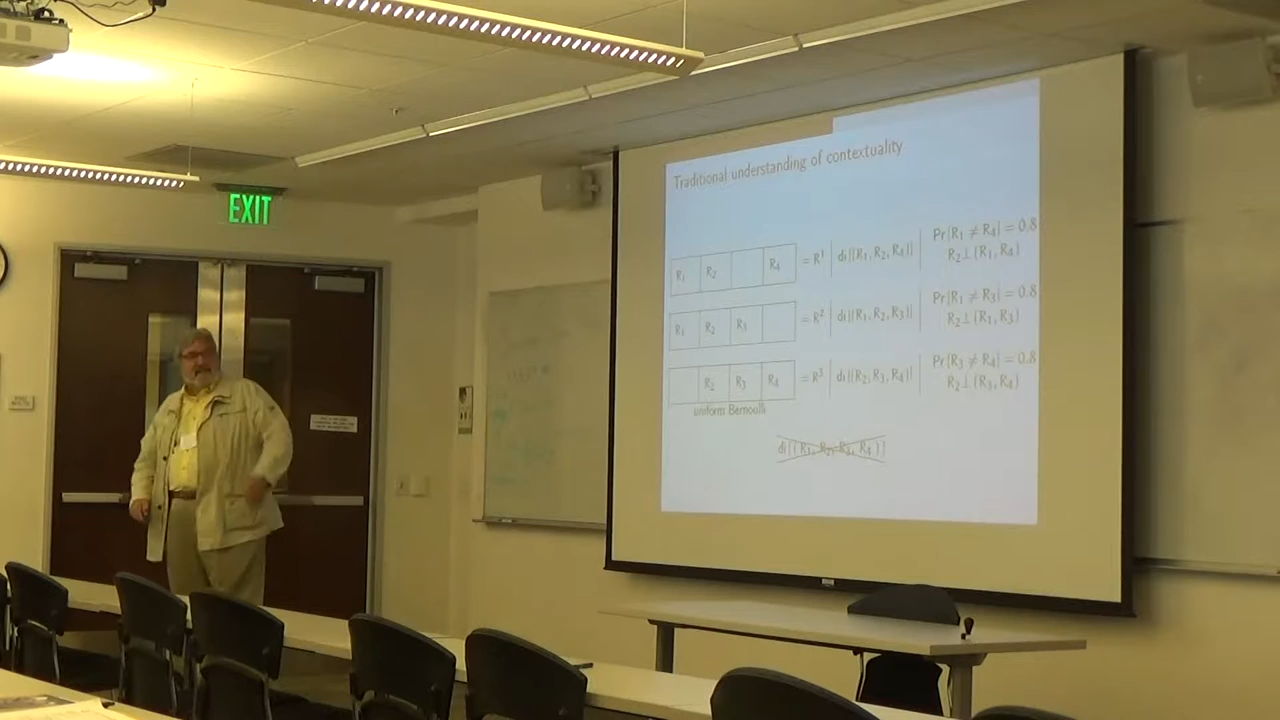 EXIT
Traditional understanding of contextuality
R₁ R₂ R₄ = R¹ | di[(R₁, R₂, R₄)] | Pr[R₁ ≠ R₄] = 0.8
R₂⊥(R₁, R₄)
R₁ R₂ R₃ = R² | di[(R₁, R₂, R₃)] | Pr[R₁ ≠ R₃] = 0.8
R₂⊥(R₁, R₃)
R₂ R₃ R₄ = R³ | di[(R₂, R₃, R₄)] | Pr[R₃ ≠ R₄] = 0.8
R₂⊥(R₃, R₄)
uniform Bernoulli
di[( R₁, R₂, R₃, R₄ )]